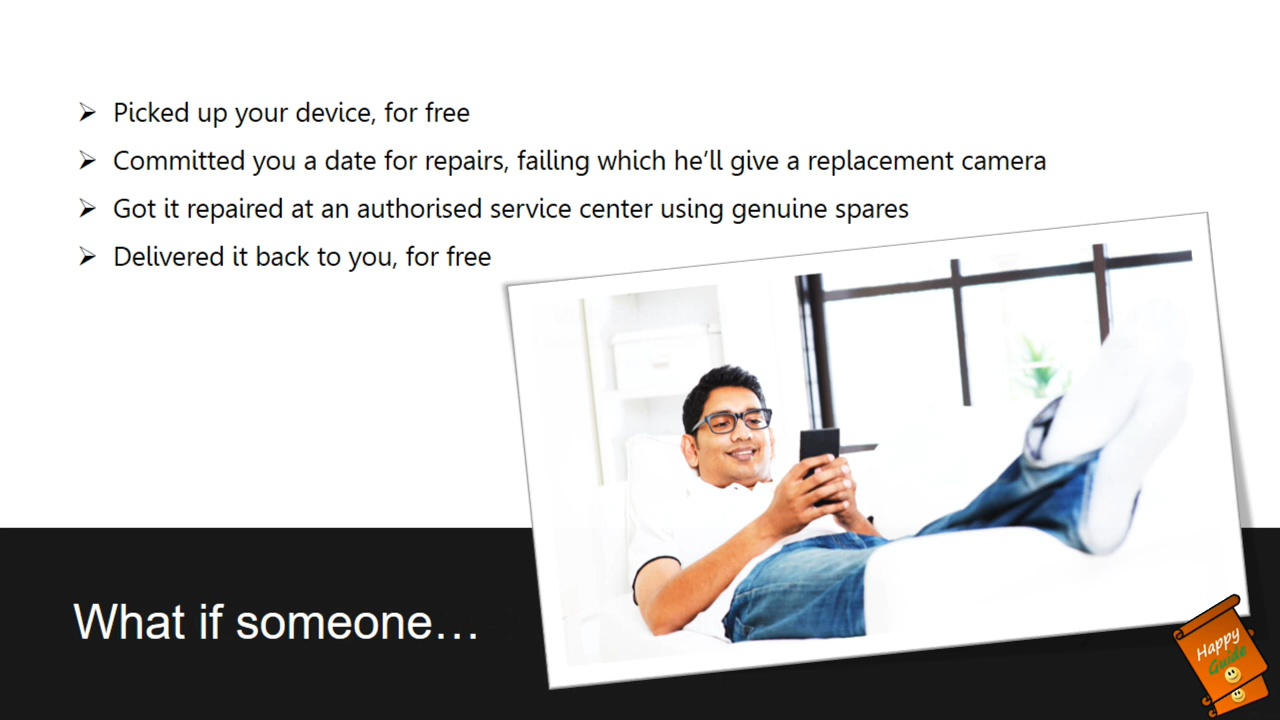 Picked up your device, for free
Committed you a date for repairs, failing which he’ll give a replacement camera
Got it repaired at an authorised service center using genuine spares
Delivered it back to you, for free
What if someone…
Happy
Guide